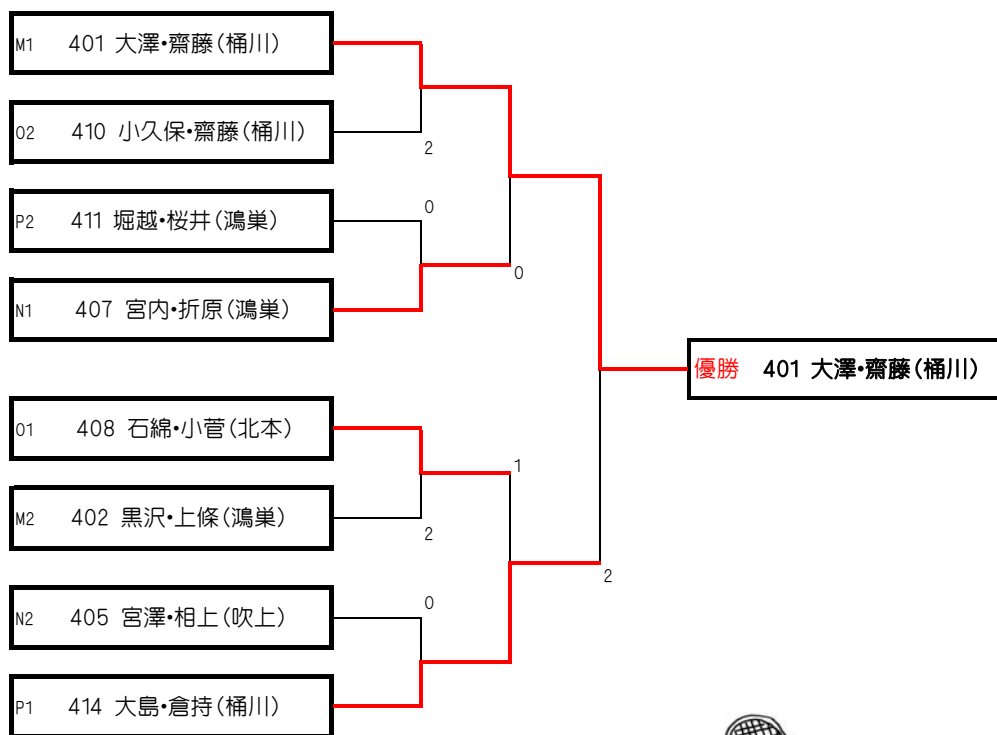 M1 401 大澤・齋藤(桶川)
O2 410 小久保・齋藤(桶川)
2
0
P2 411 堀越・桜井(鴻巣)
0
N1 407 宮内・折原(鴻巣)
優勝 401 大澤・齋藤(桶川)
O1 408 石綿・小菅(北本)
1
M2 402 黒沢・上條(鴻巣)
2
2
0
N2 405 宮澤・相上(吹上)
P1 414 大島・倉持(桶川)